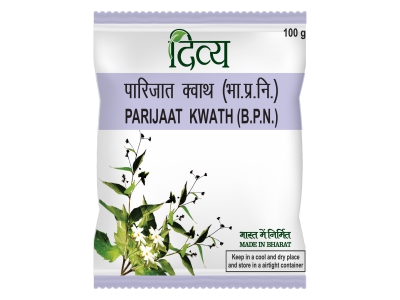 100 g
दिव्य
पारिजात क्वाथ (भा.प्र.नि.)
PARIJAAT KWATH (B.P.N.)
भारत में निर्मित
MADE IN BHARAT
Keep in a cool and dry place
and store in a airtight container